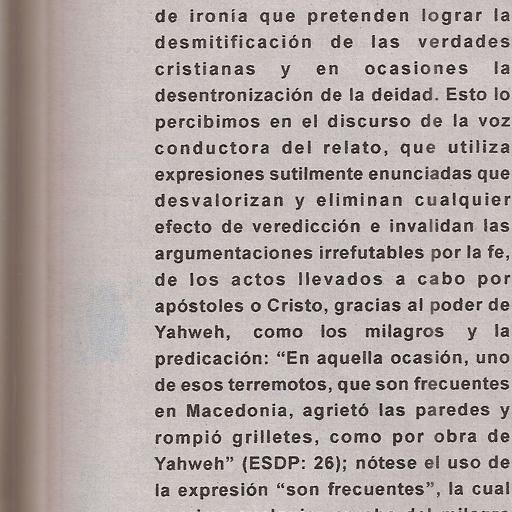 de ironía que pretenden lograr la
desmitificación de las verdades
cristianas y en ocasiones la
desentronización de la deidad. Esto lo
percibimos en el discurso de la voz
conductora del relato, que utiliza
expresiones sutilmente enunciadas que
desvalorizan y eliminan cualquier
efecto de veredicción e invalidan las
argumentaciones irrefutables por la fe,
de los actos llevados a cabo por
apóstoles o Cristo, gracias al poder de
Yahweh, como los milagros y la
predicación: “En aquella ocasión, uno
de esos terremotos, que son frecuentes
en Macedonia, agrietó las paredes y
rompió grilletes, como por obra de
Yahweh” (ESDP: 26); nótese el uso de
la expresión “son frecuentes”, la cual